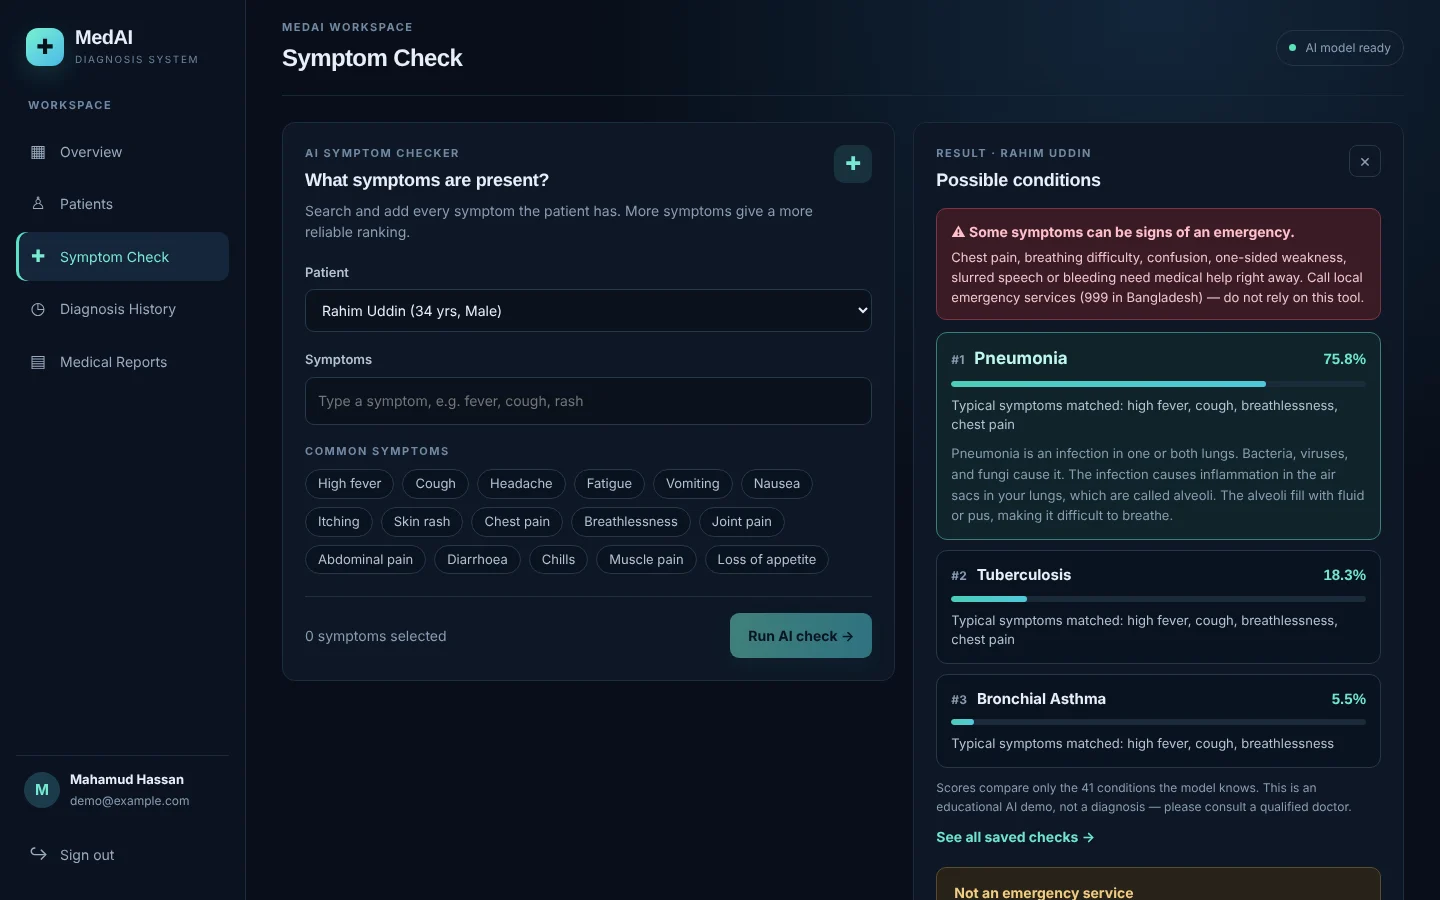 MedAI
DIAGNOSIS SYSTEM
WORKSPACE
Overview
Patients
Symptom Check
Diagnosis History
Medical Reports
M
Mahamud Hassan
demo@example.com
Sign out
MEDAI WORKSPACE
Symptom Check
AI model ready
AI SYMPTOM CHECKER
What symptoms are present?
Search and add every symptom the patient has. More symptoms give a more
reliable ranking.
Patient
Rahim Uddin (34 yrs, Male)
Symptoms
Type a symptom, e.g. fever, cough, rash
COMMON SYMPTOMS
High fever Cough Headache Fatigue Vomiting Nausea
Itching Skin rash Chest pain Breathlessness Joint pain
Abdominal pain Diarrhoea Chills Muscle pain Loss of appetite
0 symptoms selected
Run AI check →
RESULT · RAHIM UDDIN
Possible conditions
×
⚠ Some symptoms can be signs of an emergency.
Chest pain, breathing difficulty, confusion, one-sided weakness,
slurred speech or bleeding need medical help right away. Call local
emergency services (999 in Bangladesh) — do not rely on this tool.
#1 Pneumonia 75.8%
Typical symptoms matched: high fever, cough, breathlessness,
chest pain
Pneumonia is an infection in one or both lungs. Bacteria, viruses,
and fungi cause it. The infection causes inflammation in the air
sacs in your lungs, which are called alveoli. The alveoli fill with fluid
or pus, making it difficult to breathe.
#2 Tuberculosis 18.3%
Typical symptoms matched: high fever, cough, breathlessness,
chest pain
#3 Bronchial Asthma 5.5%
Typical symptoms matched: high fever, cough, breathlessness
Scores compare only the 41 conditions the model knows. This is an
educational AI demo, not a diagnosis — please consult a qualified doctor.
See all saved checks →
Not an emergency service